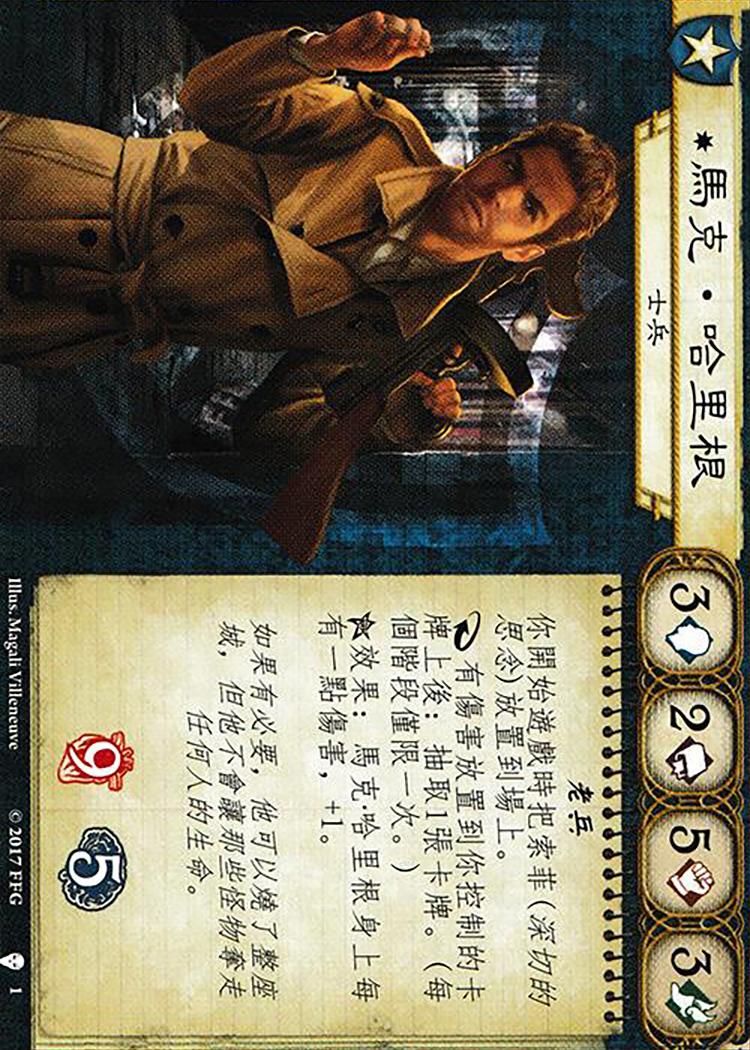 馬克·哈里根
士兵
3 2 5 3
老兵
你開始遊戲時把索菲(深切的
思念)放置到場上。
有傷害放置到你控制的卡
牌上後：抽取1張卡牌。(每
個階段僅限一次。)
效果：馬克·哈里根身上每
有一點傷害，+1。
如果有必要，他可以燒了整座
城，但他不會讓那些怪物奪走
任何人的生命。
9 5
Illus. Magali Villeneuve © 2017 FFG 1